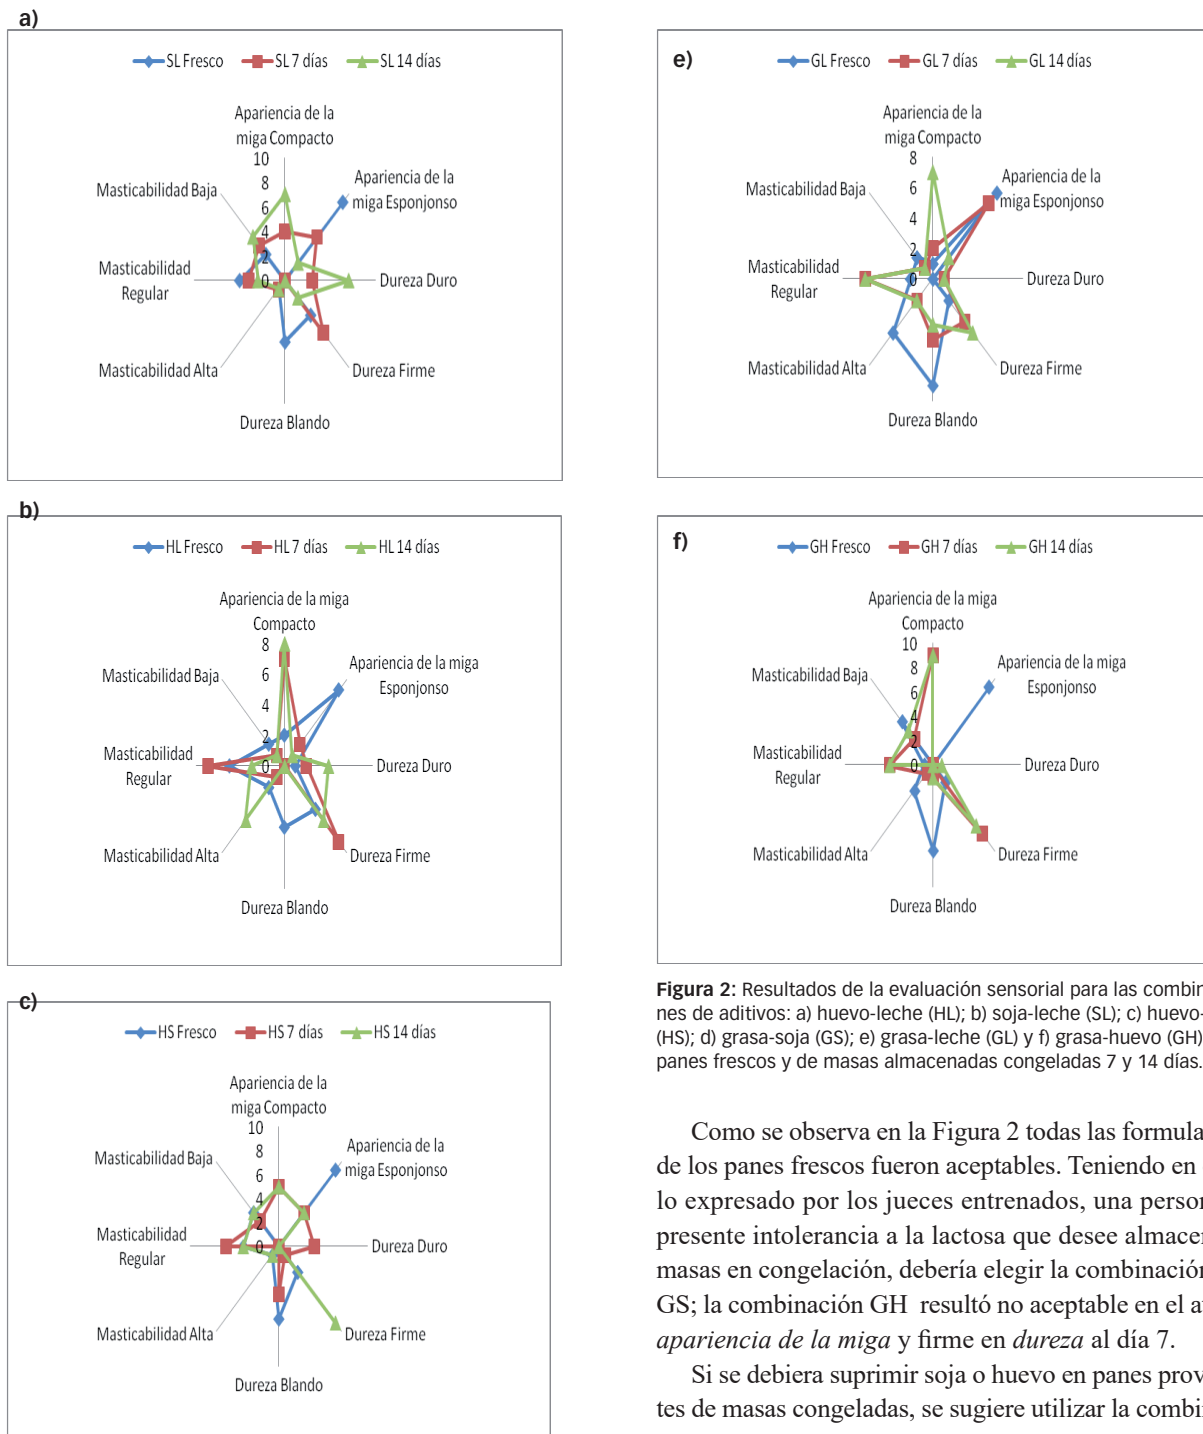 a)
SL Fresco SL 7 días SL 14 días
Apariencia de la
miga Compacto
10
8
6
4
2
0
Apariencia de la
miga Esponjonso
Dureza Duro
Dureza Firme
Dureza Blando
Masticabilidad Alta
Masticabilidad
Regular
Masticabilidad Baja
b)
HL Fresco HL 7 días HL 14 días
Apariencia de la miga
Compacto
8
6
4
2
0
Apariencia de la miga
Esponjonso
Dureza Duro
Dureza Firme
Dureza Blando
Masticabilidad Alta
Masticabilidad
Regular
Masticabilidad Baja
c)
HS Fresco HS 7 días HS 14 días
Apariencia de la
miga Compacto
10
8
6
4
2
0
Apariencia de la
miga Esponjonso
Dureza Duro
Dureza Firme
Dureza Blando
Masticabilidad Alta
Masticabilidad
Regular
Masticabilidad Baja
e)
GL Fresco GL 7 días GL 14 días
Apariencia de la
miga Compacto
8
6
4
2
0
Apariencia de la
miga Esponjonso
Dureza Duro
Dureza Firme
Dureza Blando
Masticabilidad Alta
Masticabilidad
Regular
Masticabilidad Baja
f)
GH Fresco GH 7 días GH 14 días
Apariencia de la miga
Compacto
10
8
6
4
2
0
Apariencia de la miga
Esponjonso
Dureza Duro
Dureza Firme
Dureza Blando
Masticabilidad Alta
Masticabilidad
Regular
Masticabilidad Baja
Figura 2: Resultados de la evaluación sensorial para las combin
nes de aditivos: a) huevo-leche (HL); b) soja-leche (SL); c) huevo-
(HS); d) grasa-soja (GS); e) grasa-leche (GL) y f) grasa-huevo (GH)
panes frescos y de masas almacenadas congeladas 7 y 14 días.
Como se observa en la Figura 2 todas las formula
de los panes frescos fueron aceptables. Teniendo en
lo expresado por los jueces entrenados, una person
presente intolerancia a la lactosa que desee almacen
masas en congelación, debería elegir la combinación
GS; la combinación GH resultó no aceptable en el a
apariencia de la miga y firme en dureza al día 7.
Si se debiera suprimir soja o huevo en panes prov
tes de masas congeladas, se sugiere utilizar la combi